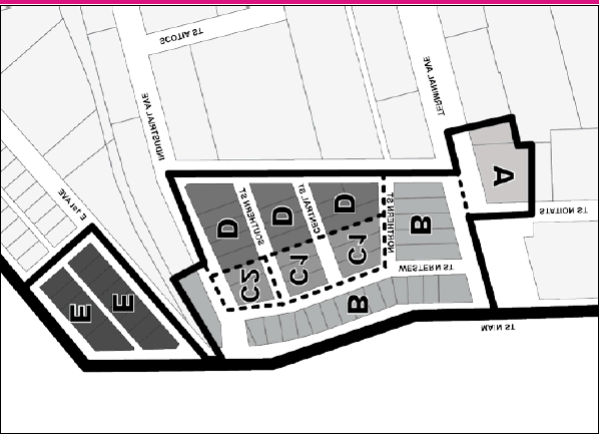 SCOTIA ST
INDUSTRIAL AVE
TERMINAL AVE
E 1st AVE
SOUTHERN ST
CENTRAL ST
NORTHERN ST
STATION ST
WESTERN ST
MAIN ST
A
D
D
D
B
C2
C1
C1
B
E
E